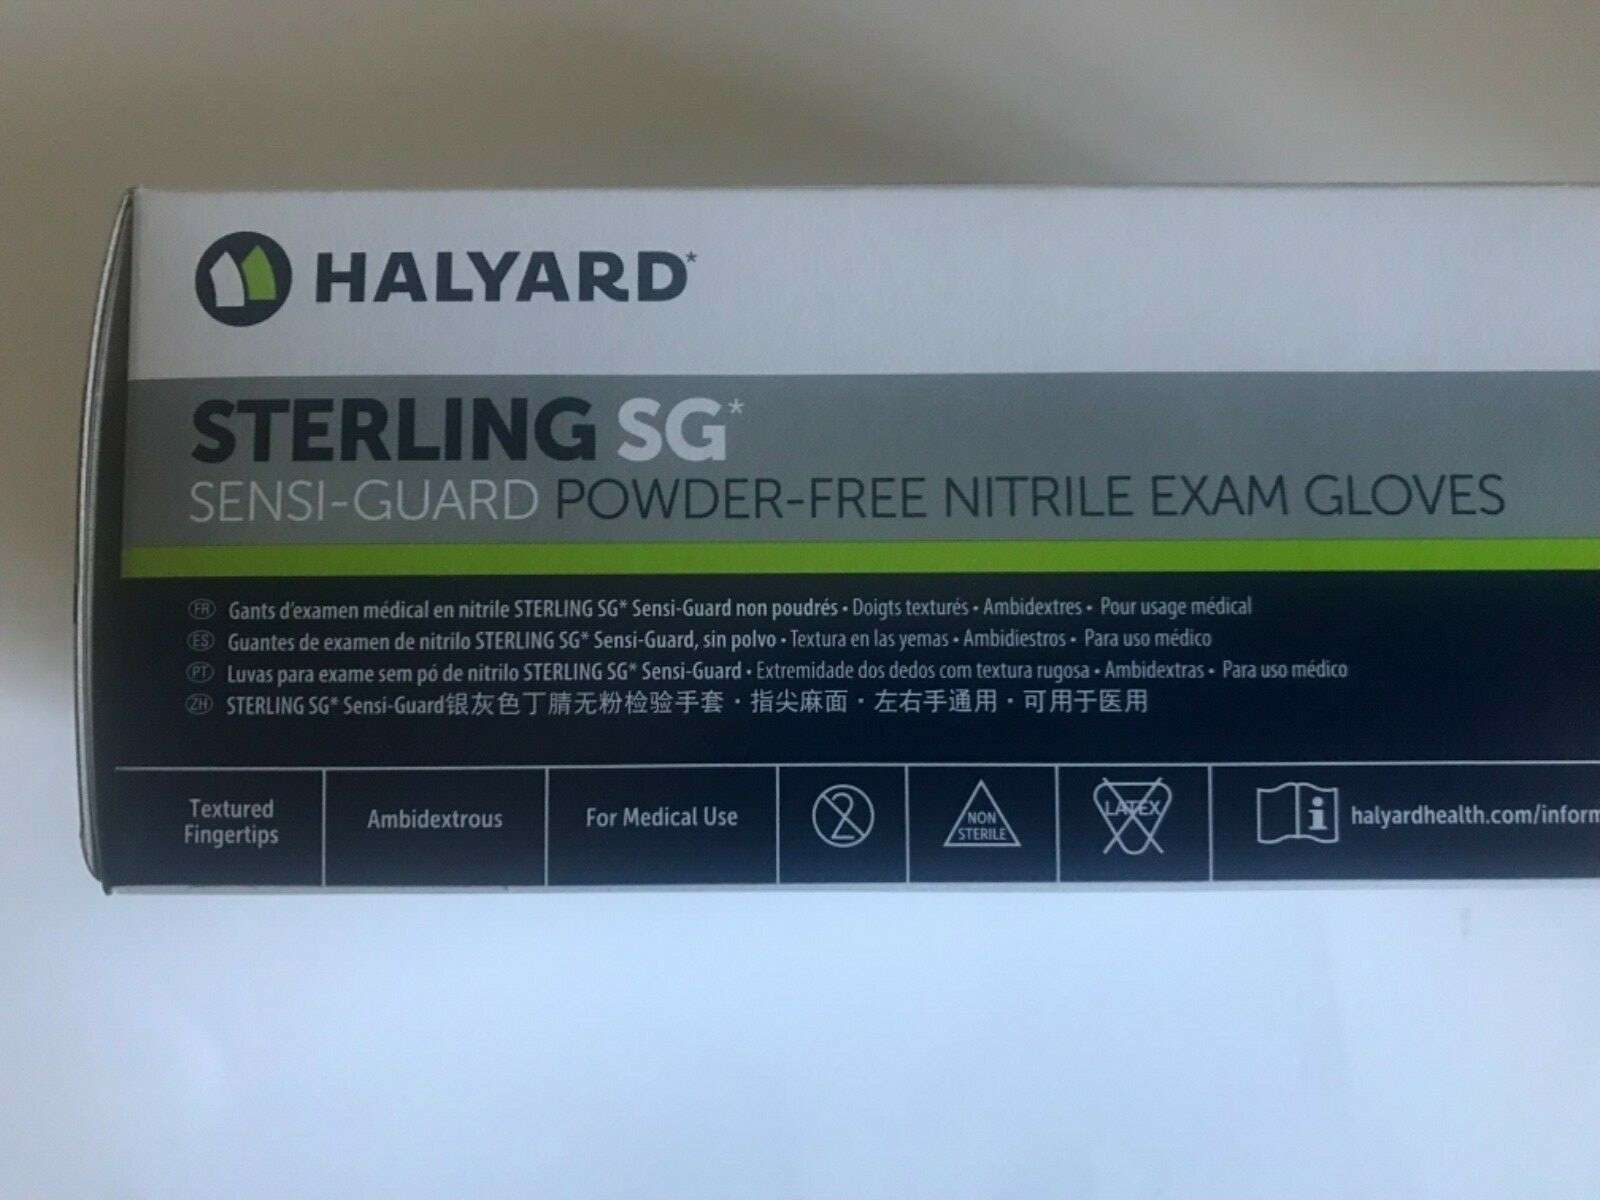 HALYARD*
STERLING SG*
SENSI-GUARD POWDER-FREE NITRILE EXAM GLOVES
FR Gants d'examen médical en nitrile STERLING SG* Sensi-Guard non poudrés • Doigts texturés • Ambidextres • Pour usage médical
ES Guantes de examen de nitrilo STERLING SG* Sensi-Guard, sin polvo • Textura en las yemas • Ambidiestros • Para uso médico
PT Luvas para exame sem pó de nitrilo STERLING SG* Sensi-Guard • Extremidade dos dedos com textura rugosa • Ambidextras • Para uso médico
ZH STERLING SG* Sensi-Guard银灰色丁腈无粉检验手套・指尖麻面・左右手通用・可用于医用
Textured
Fingertips
Ambidextrous
For Medical Use
2
NON
STERILE
LATEX
i
halyardhealth.com/inform